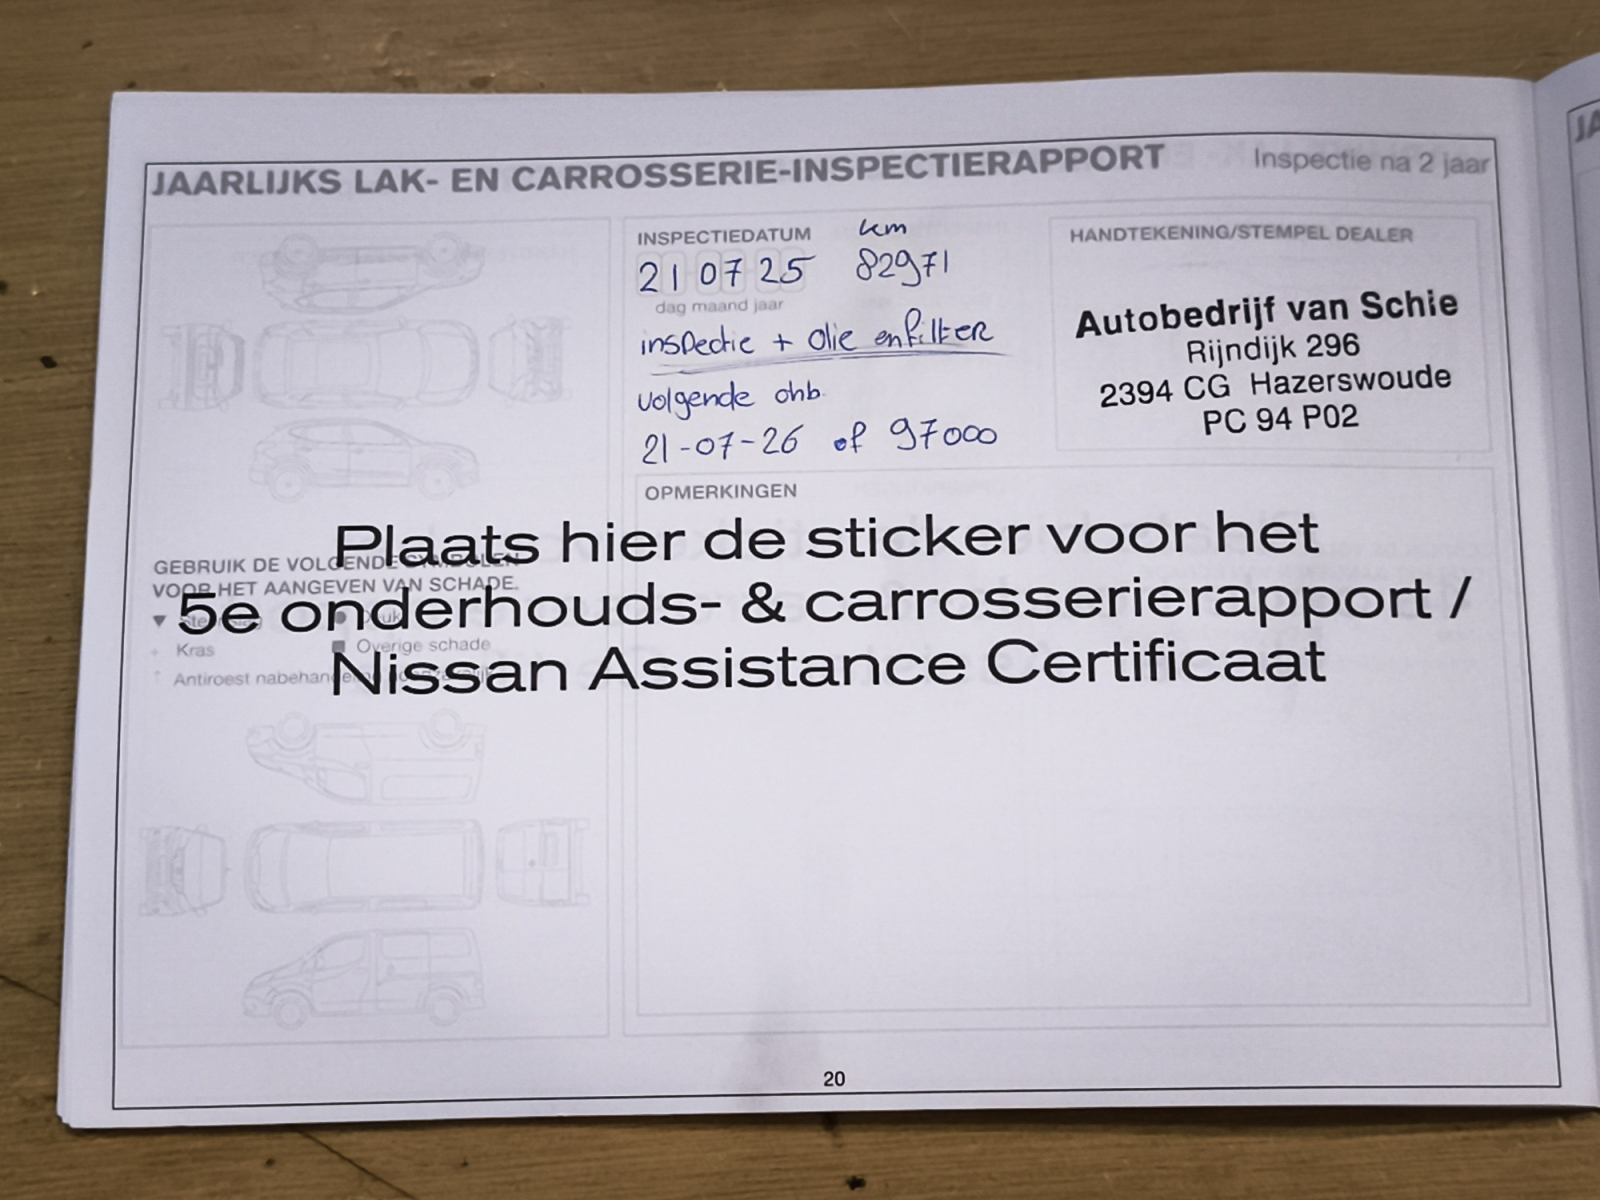 JAARLIJKS LAK- EN CARROSSERIE-INSPECTIERAPPORT
Inspectie na 2 jaar
INSPECTIEDATUM
km
21 07 25
82971
dag maand jaar
inspectie + olie en filter
volgende ohb.
21-07-26 of 97000
HANDTEKENING/STEMPEL DEALER
Autobedrijf van Schie
Rijndijk 296
2394 CG Hazerswoude
PC 94 P02
OPMERKINGEN
Plaats hier de sticker voor het
5e onderhouds- & carrosserierapport /
Nissan Assistance Certificaat
GEBRUIK DE VOLGENDE SYMBOLEN
VOOR HET AANGEVEN VAN SCHADE.
Kras
Overige schade
Antiroest
20
JA